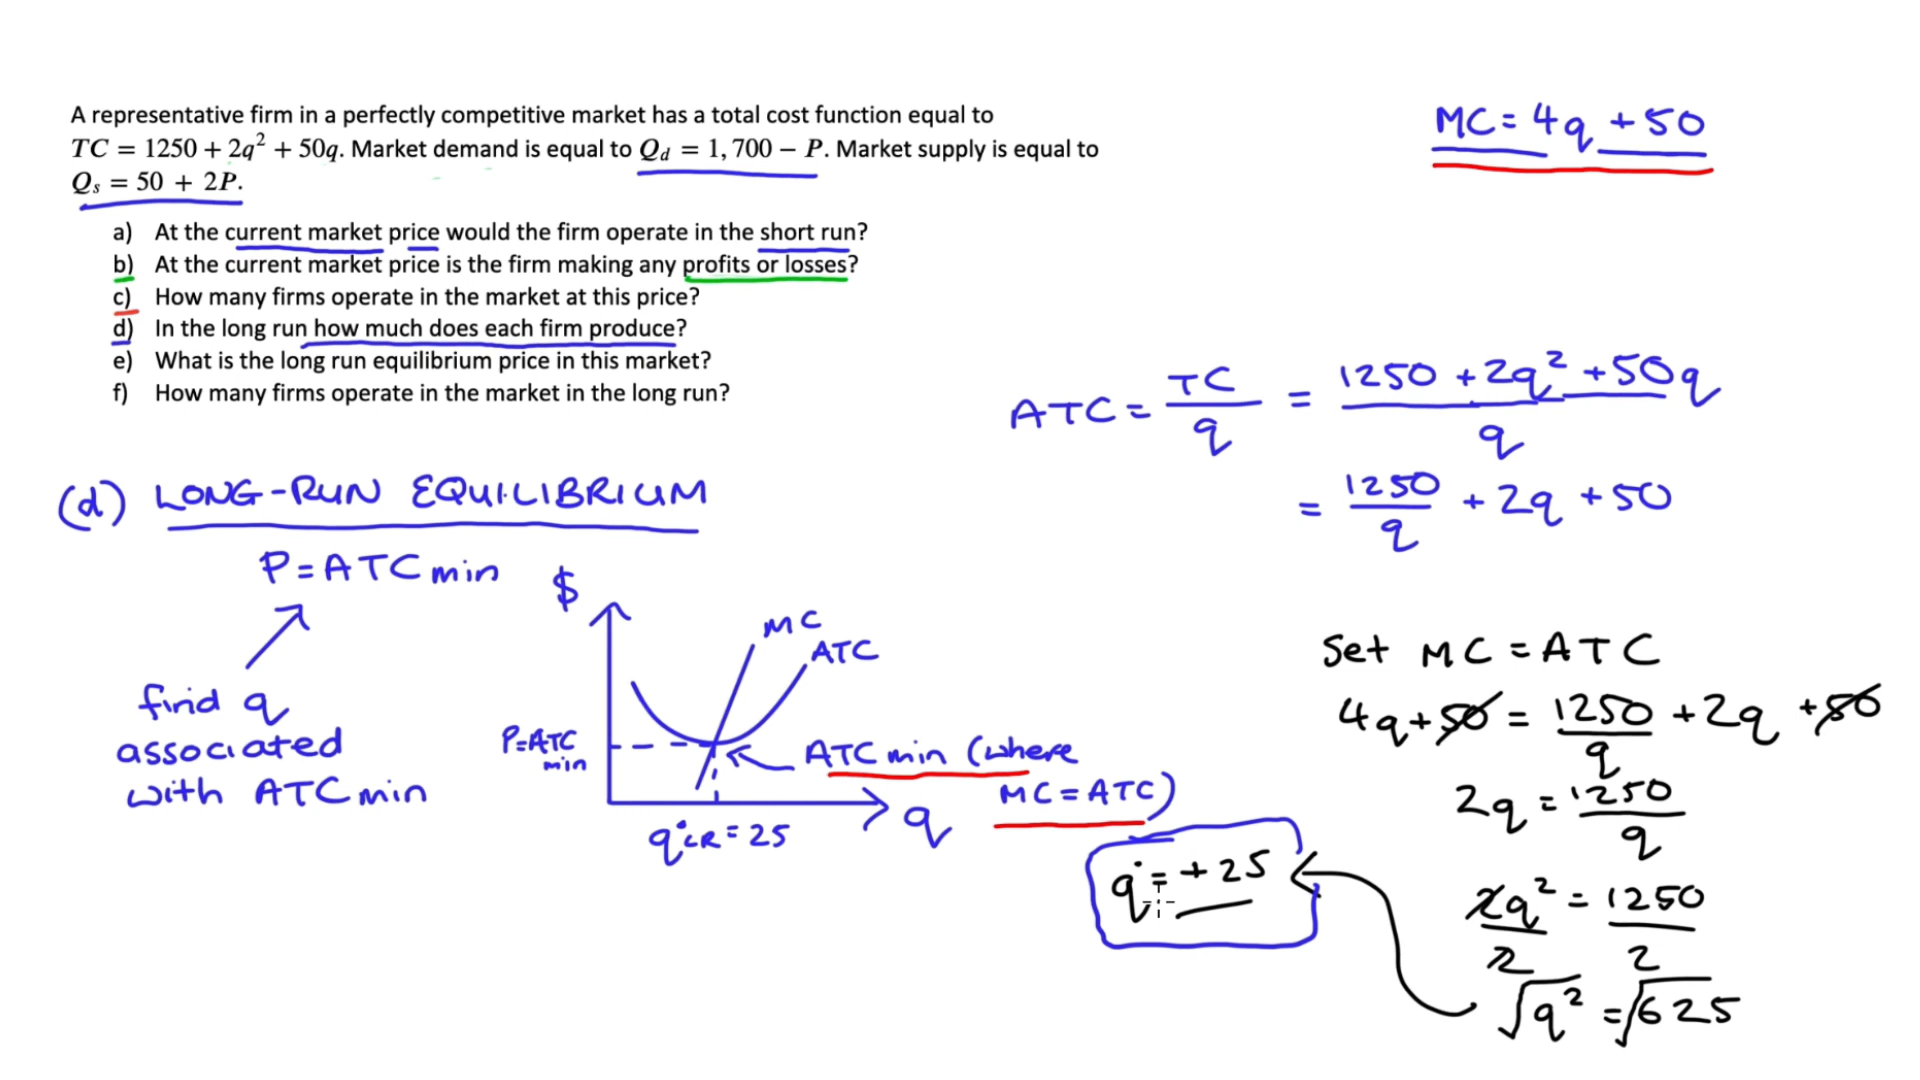 A representative firm in a perfectly competitive market has a total cost function equal to
TC = 1250 + 2q² + 50q. Market demand is equal to Q_d = 1,700 − P. Market supply is equal to
Q_s = 50 + 2P.
a) At the current market price would the firm operate in the short run?
b) At the current market price is the firm making any profits or losses?
c) How many firms operate in the market at this price?
d) In the long run how much does each firm produce?
e) What is the long run equilibrium price in this market?
f) How many firms operate in the market in the long run?
MC = 4q + 50
ATC = TC/q = (1250 + 2q² + 50q)/q
= 1250/q + 2q + 50
(d) LONG-RUN EQUILIBRIUM
P = ATC min
find q
associated
with ATC min
$
MC
ATC
P=ATC
min
ATC min (where
MC = ATC)
q*LR = 25
q
Set MC = ATC
4q + 50 = 1250/q + 2q + 50
2q = 1250/q
2q²/2 = 1250/2
√q² = √625
q* = +25